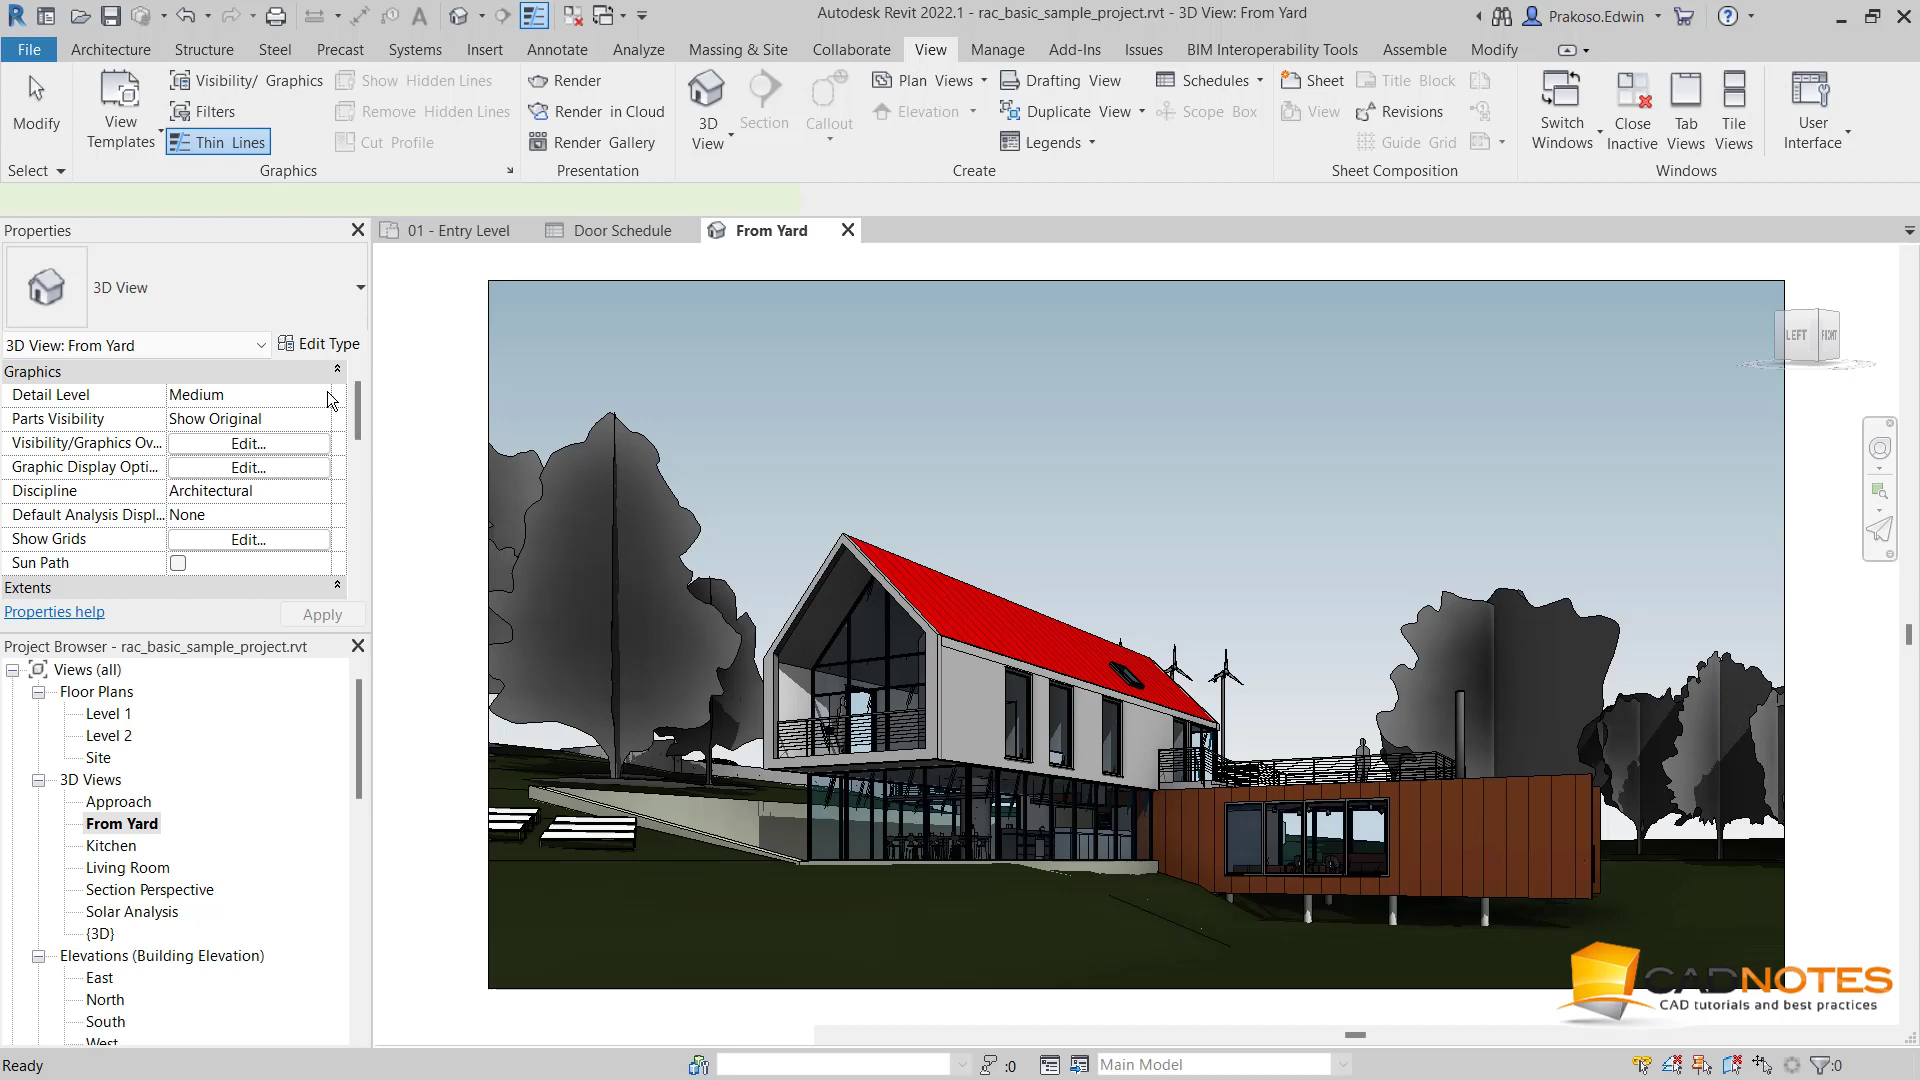 Autodesk Revit 2022.1 - rac_basic_sample_project.rvt - 3D View: From Yard
Prakoso.Edwin
File Architecture Structure Steel Precast Systems Insert Annotate Analyze Massing & Site Collaborate View Manage Add-Ins Issues BIM Interoperability Tools Assemble Modify
Modify
View Templates
Visibility/ Graphics
Filters
Thin Lines
Show Hidden Lines
Remove Hidden Lines
Cut Profile
Render
Render in Cloud
Render Gallery
3D View
Section
Callout
Plan Views
Elevation
Drafting View
Duplicate View
Legends
Schedules
Scope Box
Sheet
View
Title Block
Revisions
Guide Grid
Switch Windows
Close Inactive
Tab Views
Tile Views
User Interface
Select Graphics Presentation Create Sheet Composition Windows
Properties
01 - Entry Level
Door Schedule
From Yard
3D View
3D View: From Yard
Edit Type
Graphics
Detail Level Medium
Parts Visibility Show Original
Visibility/Graphics Ov... Edit...
Graphic Display Opti... Edit...
Discipline Architectural
Default Analysis Displ... None
Show Grids Edit...
Sun Path
Extents
Properties help
Apply
Project Browser - rac_basic_sample_project.rvt
Views (all)
Floor Plans
Level 1
Level 2
Site
3D Views
Approach
From Yard
Kitchen
Living Room
Section Perspective
Solar Analysis
{3D}
Elevations (Building Elevation)
East
North
South
West
LEFT
FRONT
CADNOTES
CAD tutorials and best practices
Ready
:0
Main Model
:0